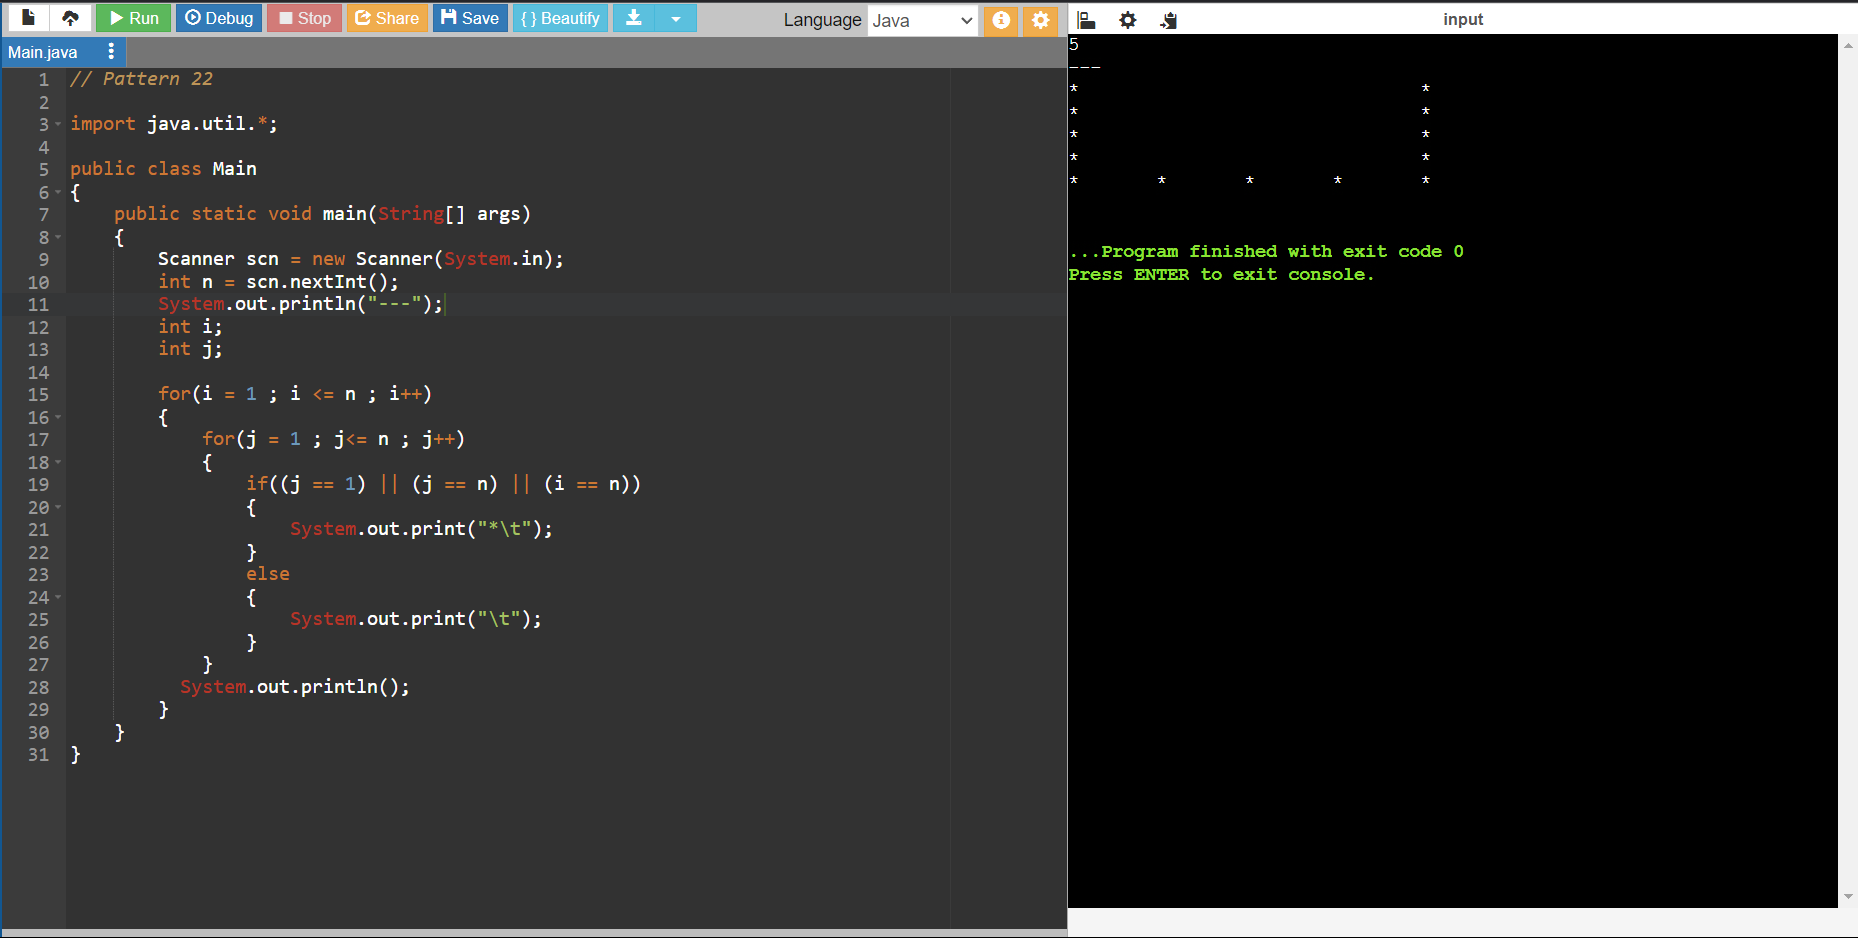 Run Debug Stop Share Save { } Beautify Language Java
Main.java
1 // Pattern 22
2
3 import java.util.*;
4
5 public class Main
6 {
7 public static void main(String[] args)
8 {
9 Scanner scn = new Scanner(System.in);
10 int n = scn.nextInt();
11 System.out.println("---");
12 int i;
13 int j;
14
15 for(i = 1 ; i <= n ; i++)
16 {
17 for(j = 1 ; j<= n ; j++)
18 {
19 if((j == 1) || (j == n) || (i == n))
20 {
21 System.out.print("*\t");
22 }
23 else
24 {
25 System.out.print("\t");
26 }
27 }
28 System.out.println();
29 }
30 }
31 }
input
5
---
* *
* *
* *
* *
* * * * *
...Program finished with exit code 0
Press ENTER to exit console.